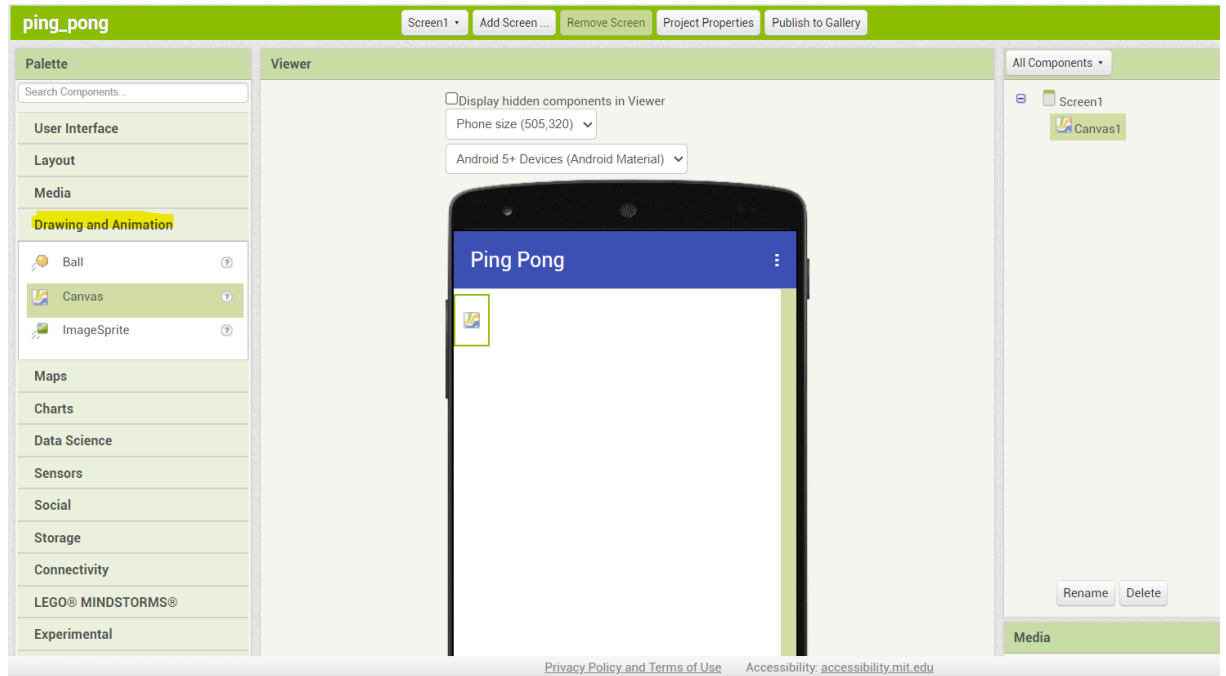 ping_pong
Screen1
Add Screen ...
Remove Screen
Project Properties
Publish to Gallery
Palette
Search Components...
User Interface
Layout
Media
Drawing and Animation
Ball
?
Canvas
?
ImageSprite
?
Maps
Charts
Data Science
Sensors
Social
Storage
Connectivity
LEGO® MINDSTORMS®
Experimental
Viewer
Display hidden components in Viewer
Phone size (505,320)
Android 5+ Devices (Android Material)
Ping Pong
All Components
Screen1
Canvas1
Rename
Delete
Media
Privacy Policy and Terms of Use
Accessibility: accessibility.mit.edu